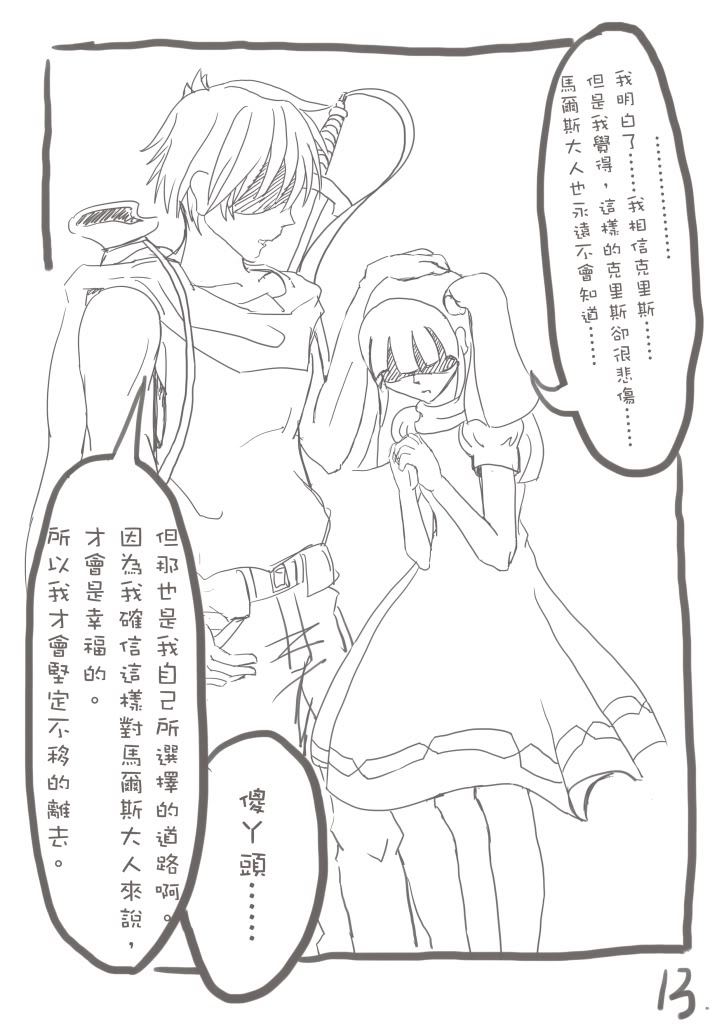 ………………
我明白了……我相信克里斯……
但是我覺得，這樣的克里斯卻很悲傷……
馬爾斯大人也永遠不會知道……
傻丫頭………
但那也是我自己所選擇的道路啊。
因為我確信這樣對馬爾斯大人來說，
才會是幸福的。
所以我才會堅定不移的離去。
13.